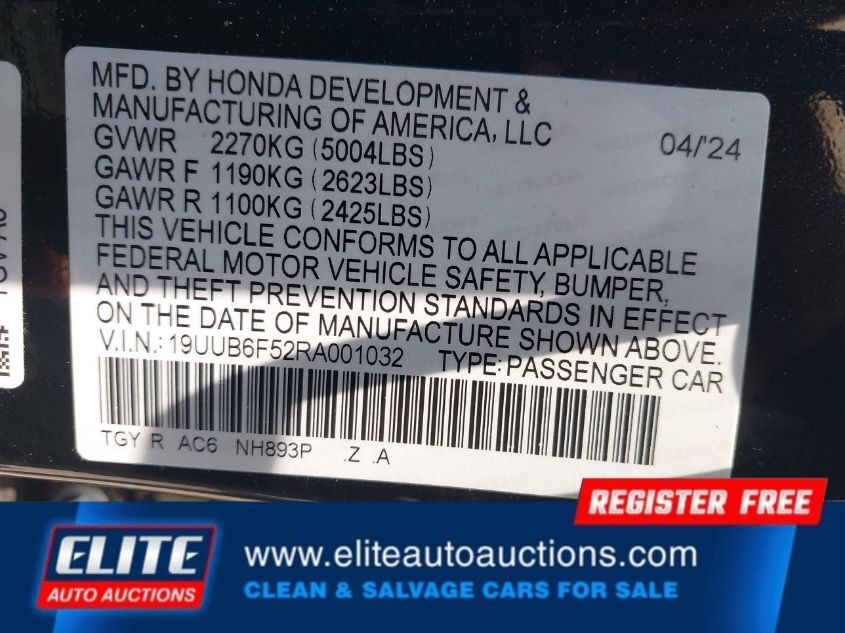 MFD. BY HONDA DEVELOPMENT &
MANUFACTURING OF AMERICA, LLC
GVWR 2270KG (5004LBS) 04/'24
GAWR F 1190KG (2623LBS)
GAWR R 1100KG (2425LBS)
THIS VEHICLE CONFORMS TO ALL APPLICABLE
FEDERAL MOTOR VEHICLE SAFETY, BUMPER,
AND THEFT PREVENTION STANDARDS IN EFFECT
ON THE DATE OF MANUFACTURE SHOWN ABOVE.
V.I.N.: 19UUB6F52RA001032 TYPE: PASSENGER CAR
TGY R AC6 NH893P .Z .A
REGISTER FREE
ELITE
AUTO AUCTIONS
www.eliteautoauctions.com
CLEAN & SALVAGE CARS FOR SALE